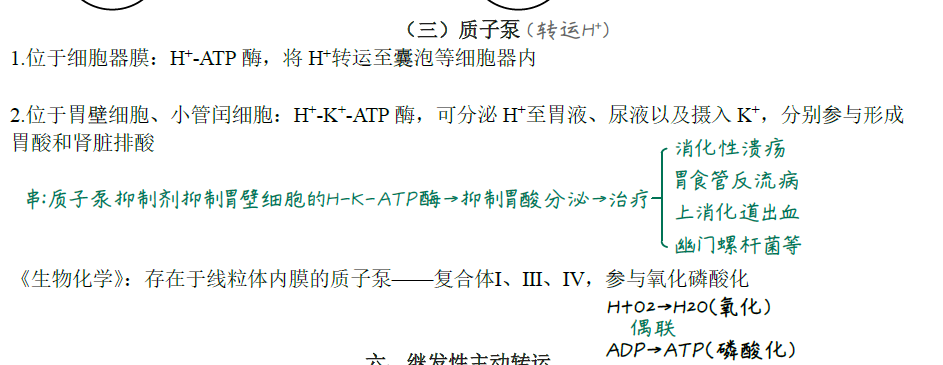 （三）质子泵（转运H⁺）
1.位于细胞器膜：H⁺-ATP 酶，将 H⁺转运至囊泡等细胞器内
2.位于胃壁细胞、小管闰细胞：H⁺-K⁺-ATP 酶，可分泌 H⁺至胃液、尿液以及摄入 K⁺，分别参与形成
胃酸和肾脏排酸
消化性溃疡
胃食管反流病
串:质子泵抑制剂抑制胃壁细胞的H-K-ATP酶→抑制胃酸分泌→治疗
上消化道出血
幽门螺杆菌等
《生物化学》：存在于线粒体内膜的质子泵——复合体Ⅰ、Ⅲ、Ⅳ，参与氧化磷酸化
H+O2→H2O(氧化)
偶联
ADP→ATP(磷酸化)
六、继发性主动转运